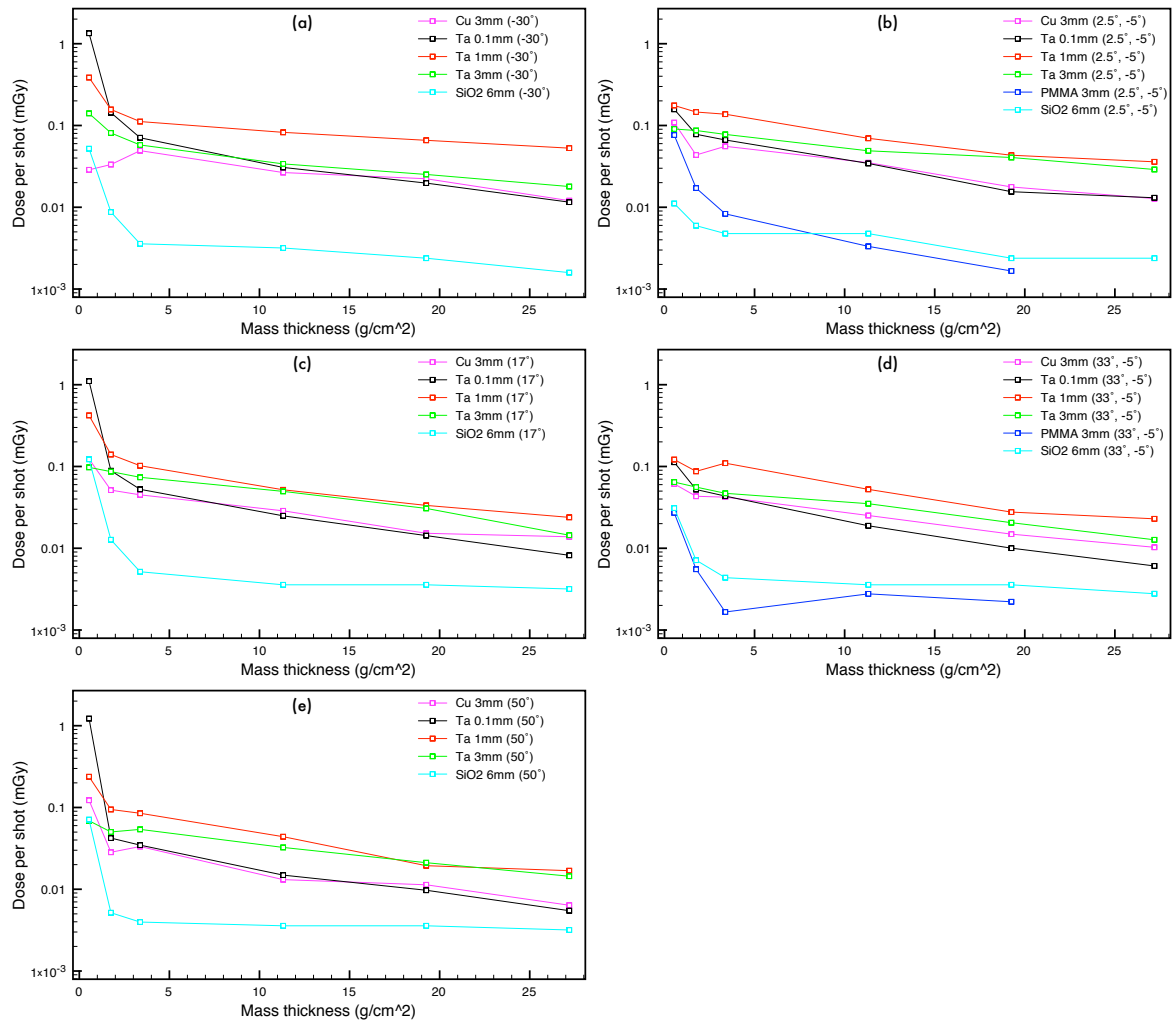 (a)
Cu 3mm (-30˚)
Ta 0.1mm (-30˚)
Ta 1mm (-30˚)
Ta 3mm (-30˚)
SiO2 6mm (-30˚)
Dose per shot (mGy)
1
0.1
0.01
1×10⁻³
0 5 10 15 20 25
Mass thickness (g/cm^2)
(b)
Cu 3mm (2.5˚, -5˚)
Ta 0.1mm (2.5˚, -5˚)
Ta 1mm (2.5˚, -5˚)
Ta 3mm (2.5˚, -5˚)
PMMA 3mm (2.5˚, -5˚)
SiO2 6mm (2.5˚, -5˚)
Dose per shot (mGy)
1
0.1
0.01
1×10⁻³
0 5 10 15 20 25
Mass thickness (g/cm^2)
(c)
Cu 3mm (17˚)
Ta 0.1mm (17˚)
Ta 1mm (17˚)
Ta 3mm (17˚)
SiO2 6mm (17˚)
Dose per shot (mGy)
1
0.1
0.01
1×10⁻³
0 5 10 15 20 25
Mass thickness (g/cm^2)
(d)
Cu 3mm (33˚, -5˚)
Ta 0.1mm (33˚, -5˚)
Ta 1mm (33˚, -5˚)
Ta 3mm (33˚, -5˚)
PMMA 3mm (33˚, -5˚)
SiO2 6mm (33˚, -5˚)
Dose per shot (mGy)
1
0.1
0.01
1×10⁻³
0 5 10 15 20 25
Mass thickness (g/cm^2)
(e)
Cu 3mm (50˚)
Ta 0.1mm (50˚)
Ta 1mm (50˚)
Ta 3mm (50˚)
SiO2 6mm (50˚)
Dose per shot (mGy)
1
0.1
0.01
1×10⁻³
0 5 10 15 20 25
Mass thickness (g/cm^2)